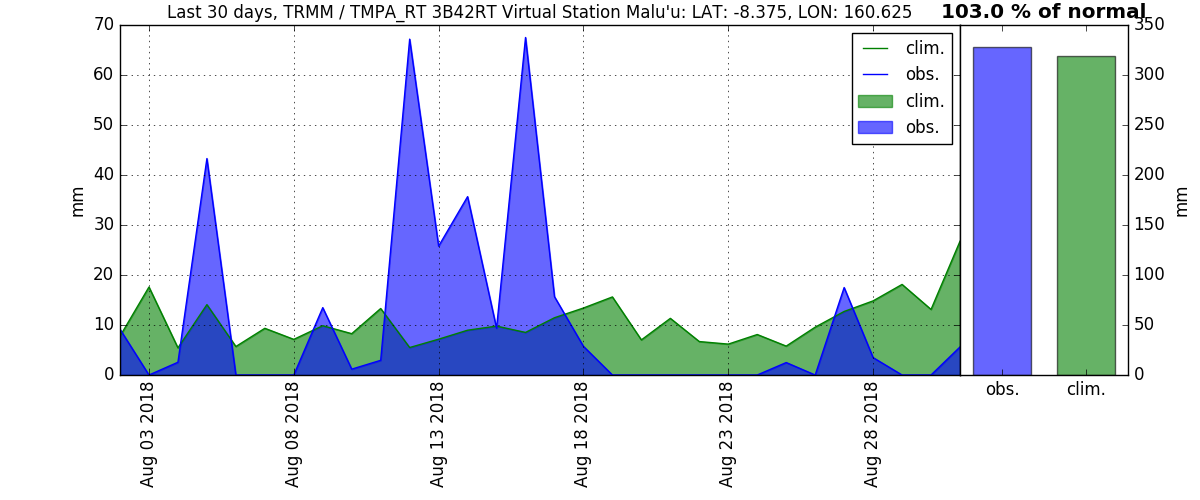 Last 30 days, TRMM / TMPA_RT 3B42RT Virtual Station Malu'u: LAT: -8.375, LON: 160.625
103.0 % of normal
70
60
50
40
30
20
10
0
mm
clim.
obs.
clim.
obs.
Aug 03 2018
Aug 08 2018
Aug 13 2018
Aug 18 2018
Aug 23 2018
Aug 28 2018
350
300
250
200
150
100
50
0
mm
obs.
clim.